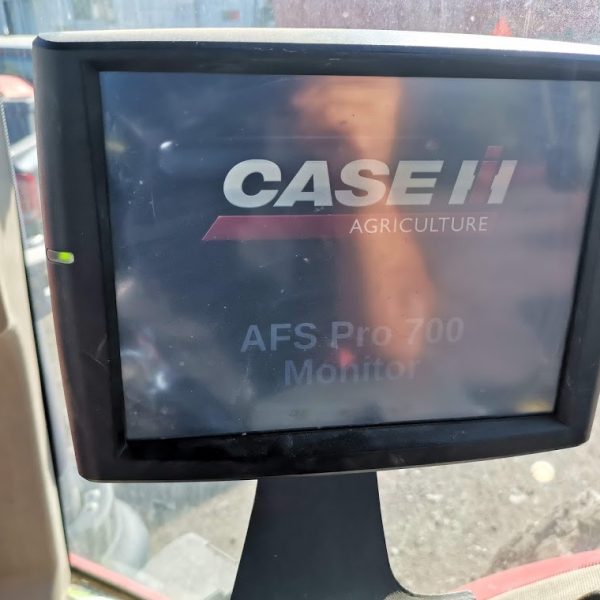 CASE IH
AGRICULTURE
AFS Pro 700
Monitor